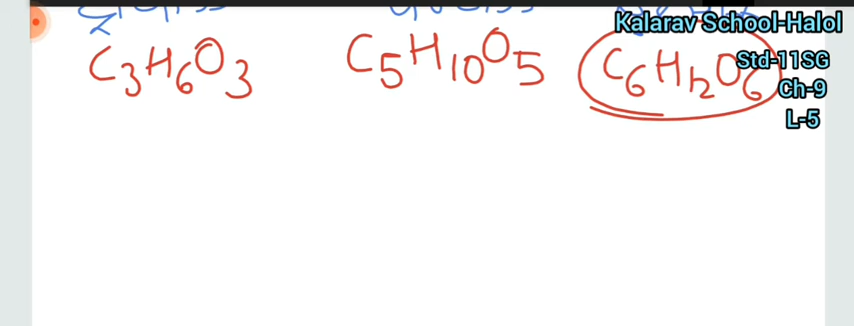 Kalarav School-Halol
C3H6O3 C5H10O5 C6H12O6
Std-11SG
Ch-9
L-5